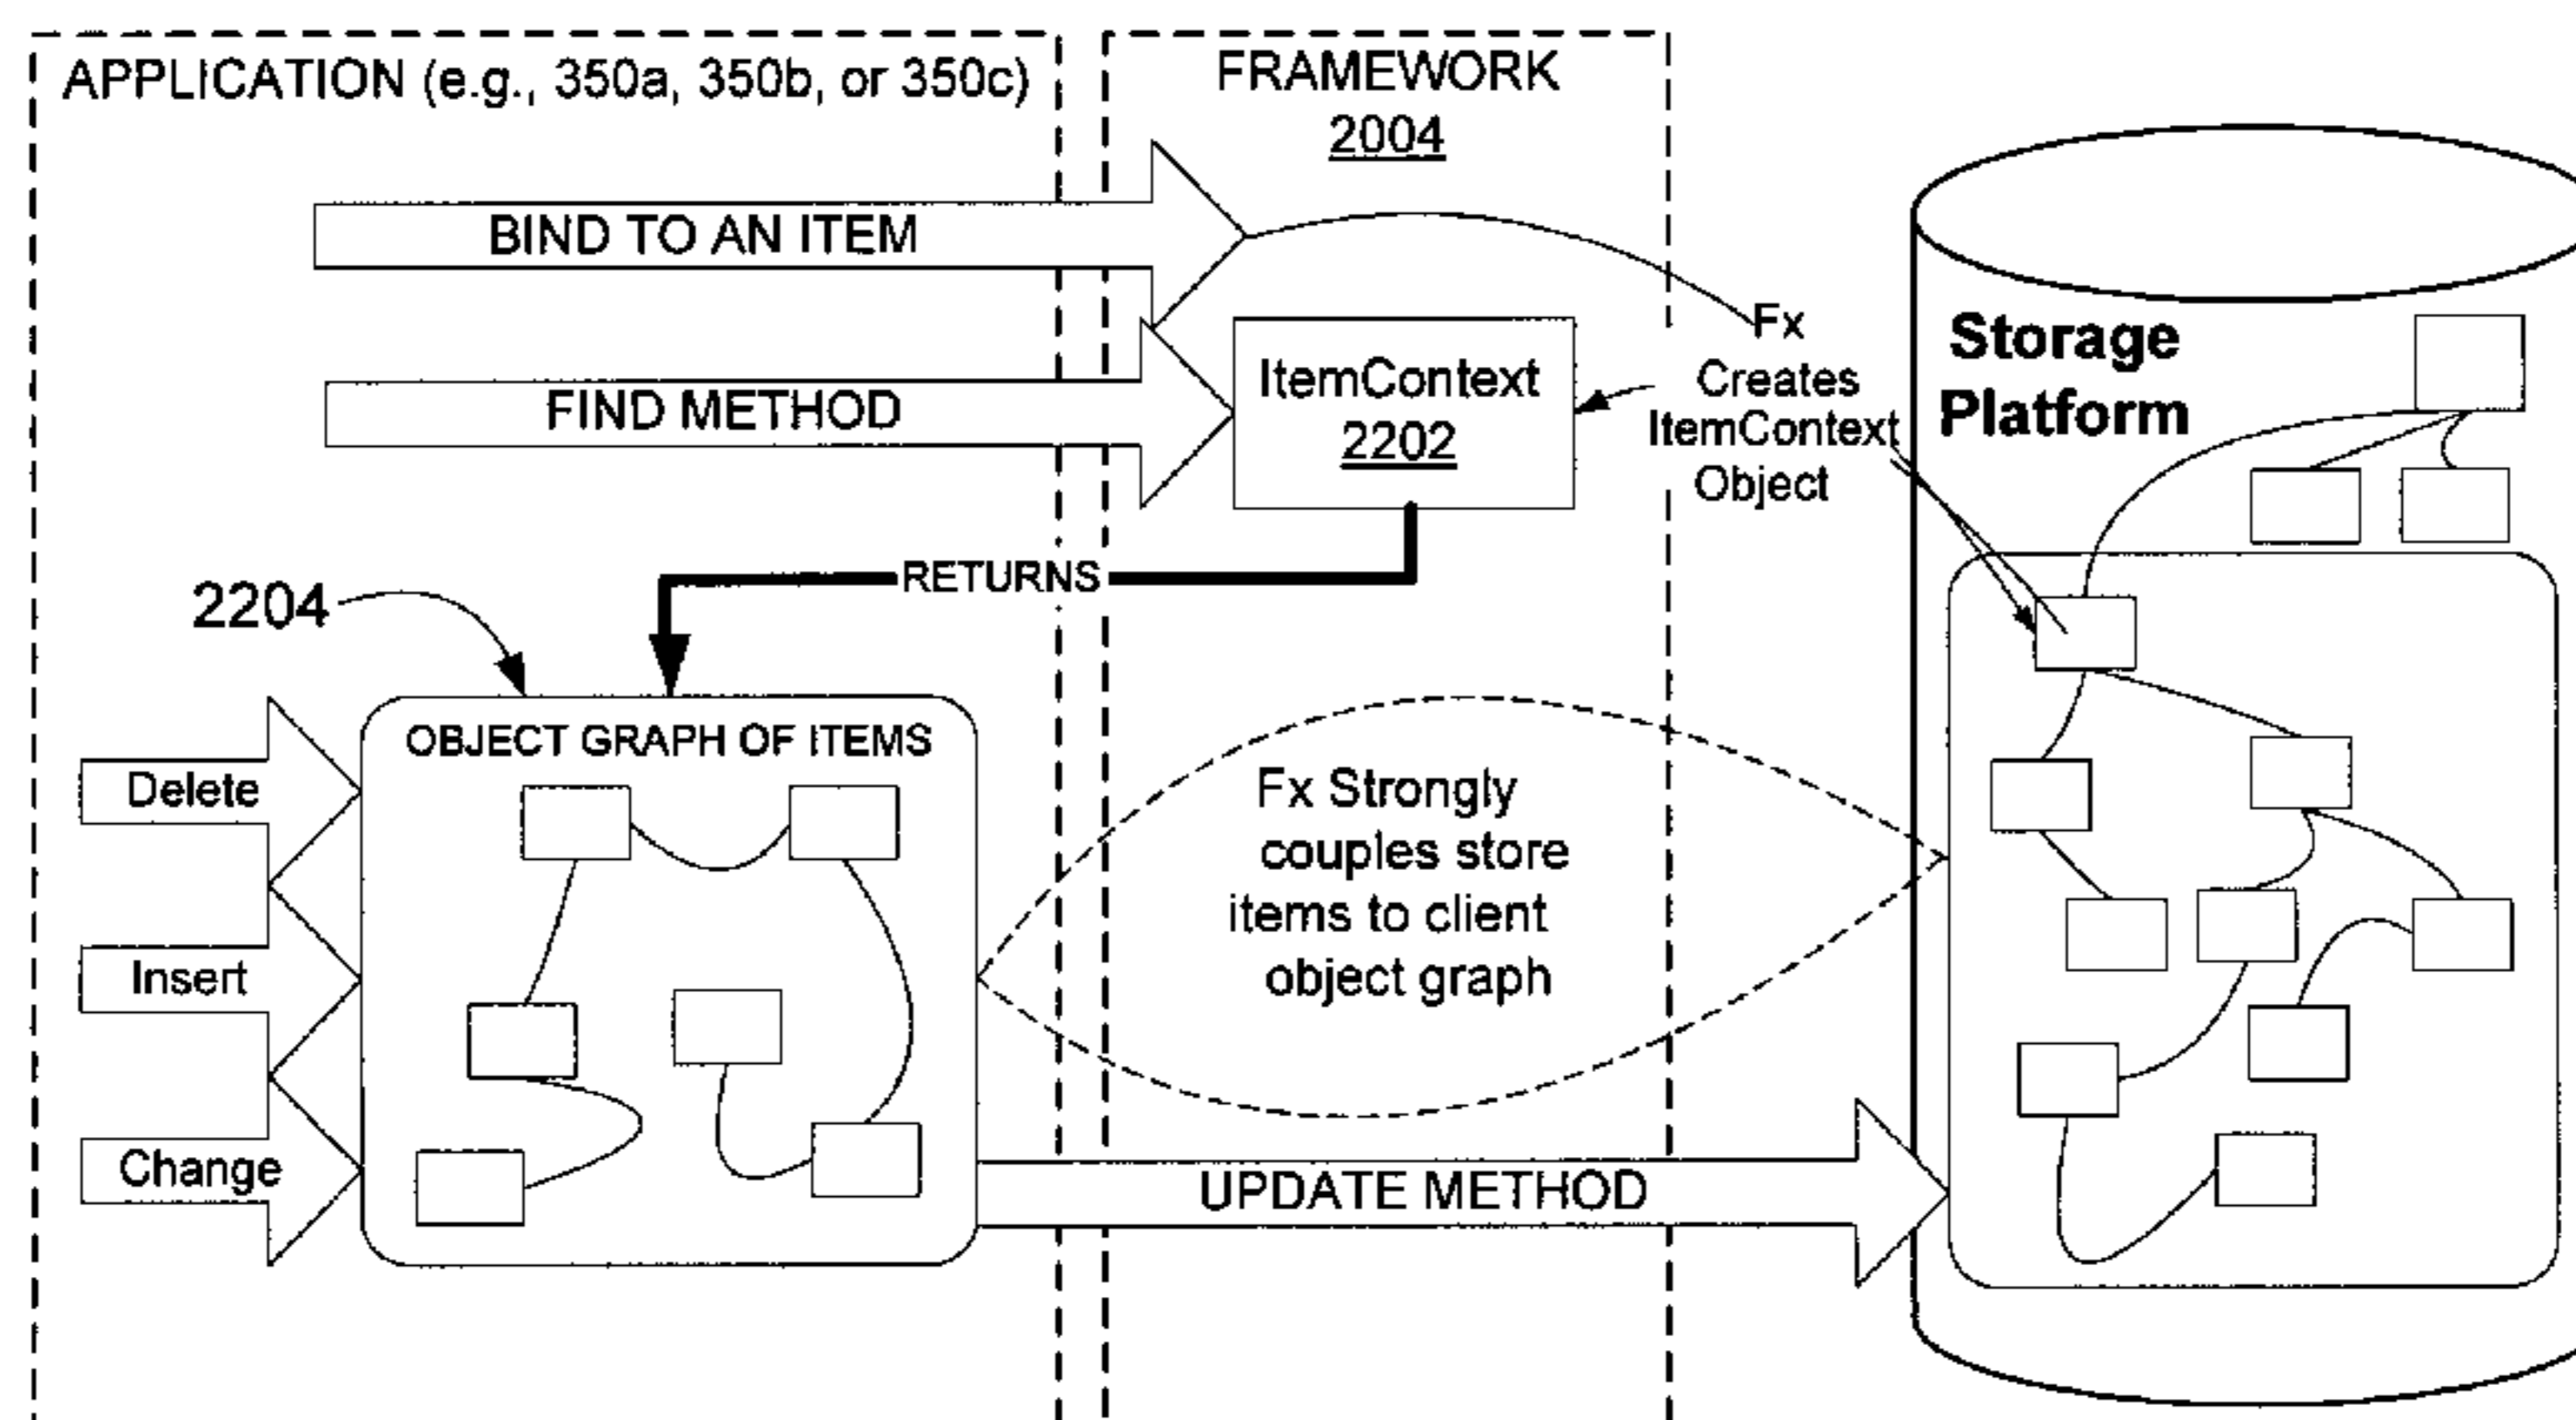 APPLICATION (e.g., 350a, 350b, or 350c)
FRAMEWORK
2004
BIND TO AN ITEM
FIND METHOD
ItemContext
2202
Fx
Creates
ItemContext
Object
Storage
Platform
RETURNS
2204
OBJECT GRAPH OF ITEMS
Delete
Insert
Change
Fx Strongly
couples store
items to client
object graph
UPDATE METHOD